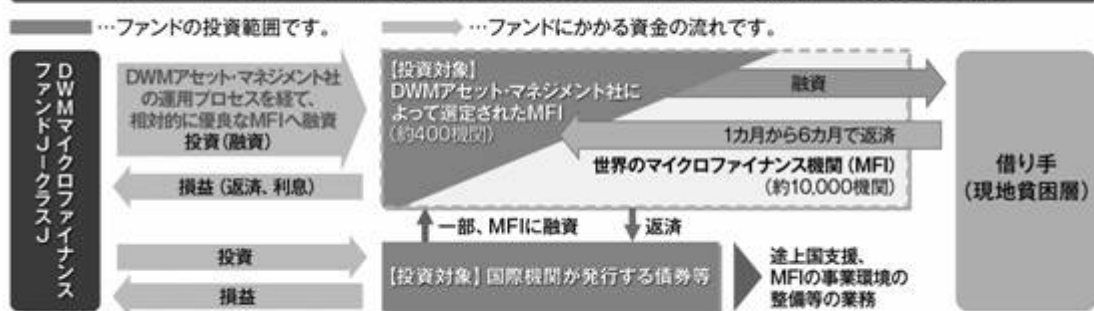 …ファンドの投資範囲です。
…ファンドにかかる資金の流れです。
DWMマイクロファイナンス
ファンドJ－クラスJ
DWMアセット・マネジメント社
の運用プロセスを経て、
相対的に優良なMFIへ融資
投資（融資）
損益（返済、利息）
投資
損益
【投資対象】
DWMアセット・マネジメント社に
よって選定されたMFI
（約400機関）
融資
1カ月から6カ月で返済
世界のマイクロファイナンス機関（MFI）
（約10,000機関）
一部、MFIに融資
返済
【投資対象】国際機関が発行する債券等
途上国支援、
MFIの事業環境の
整備等の業務
借り手
（現地貧困層）